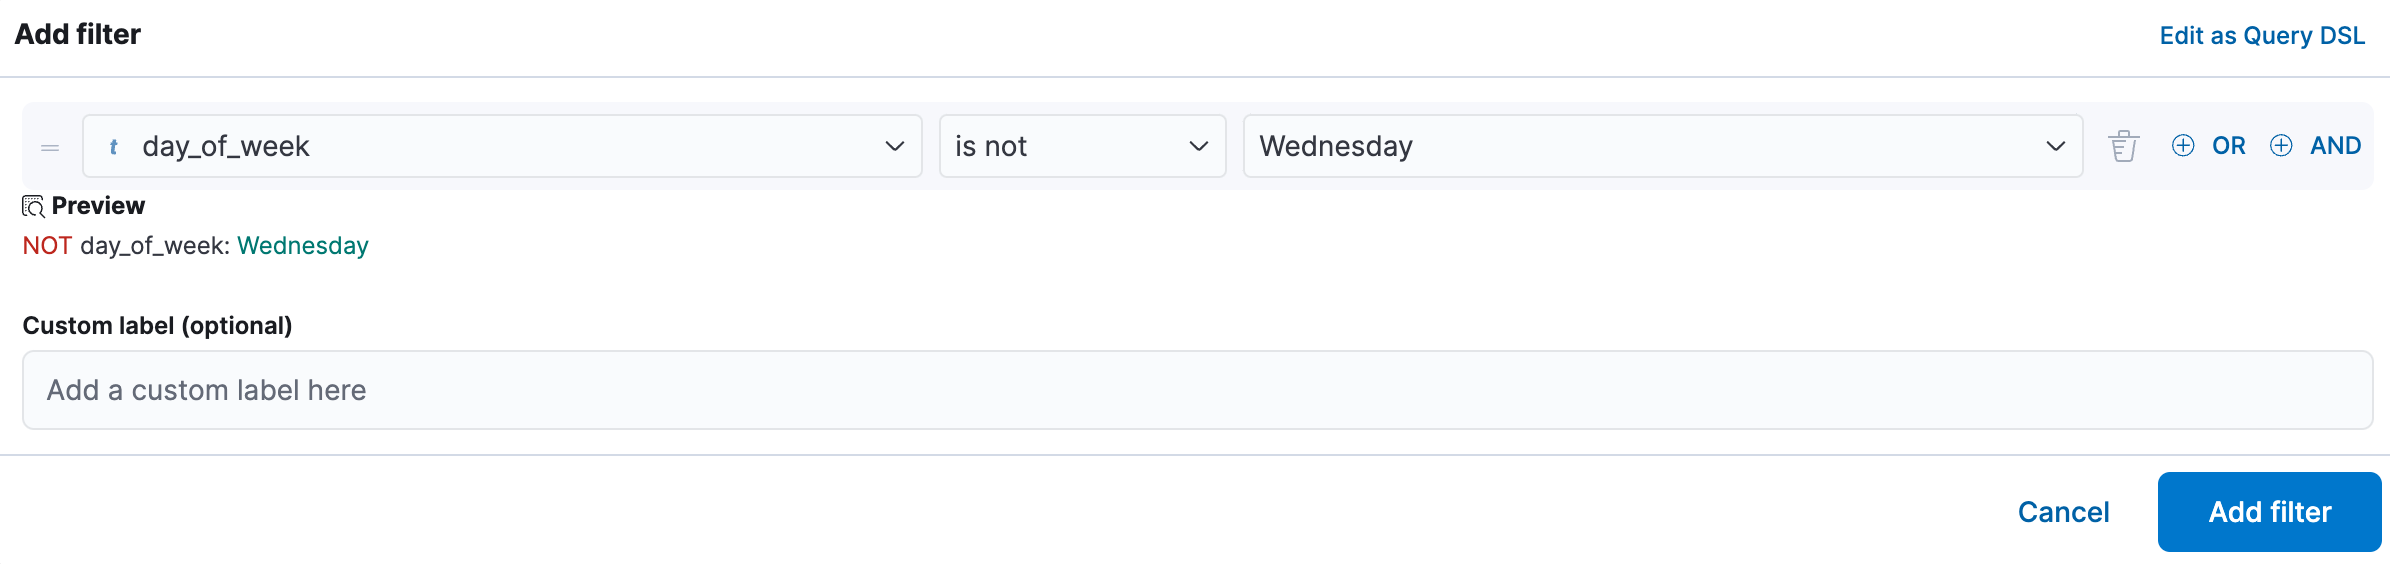 Add filter
Edit as Query DSL
t day_of_week is not Wednesday OR AND
Preview
NOT day_of_week: Wednesday
Custom label (optional)
Add a custom label here
Cancel Add filter